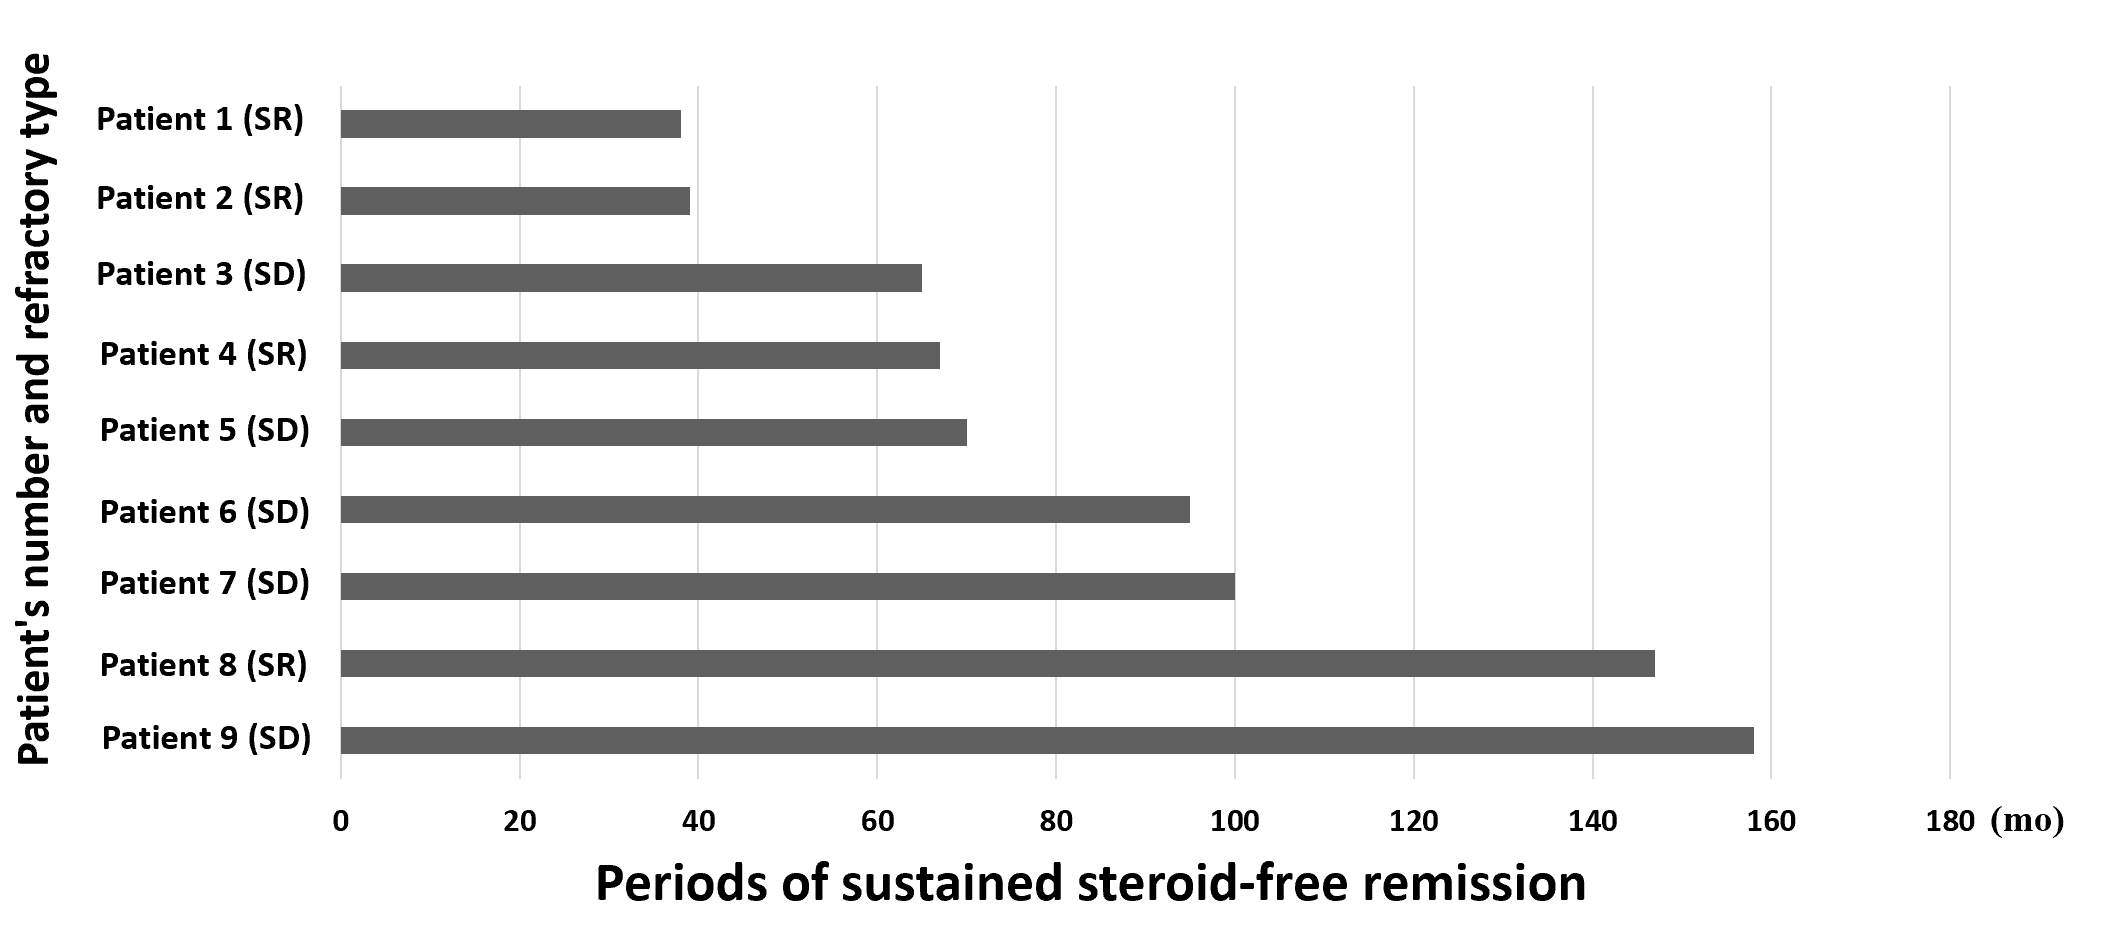 Patient's number and refractory type
Patient 1 (SR)
Patient 2 (SR)
Patient 3 (SD)
Patient 4 (SR)
Patient 5 (SD)
Patient 6 (SD)
Patient 7 (SD)
Patient 8 (SR)
Patient 9 (SD)
0 20 40 60 80 100 120 140 160 180 (mo)
Periods of sustained steroid-free remission